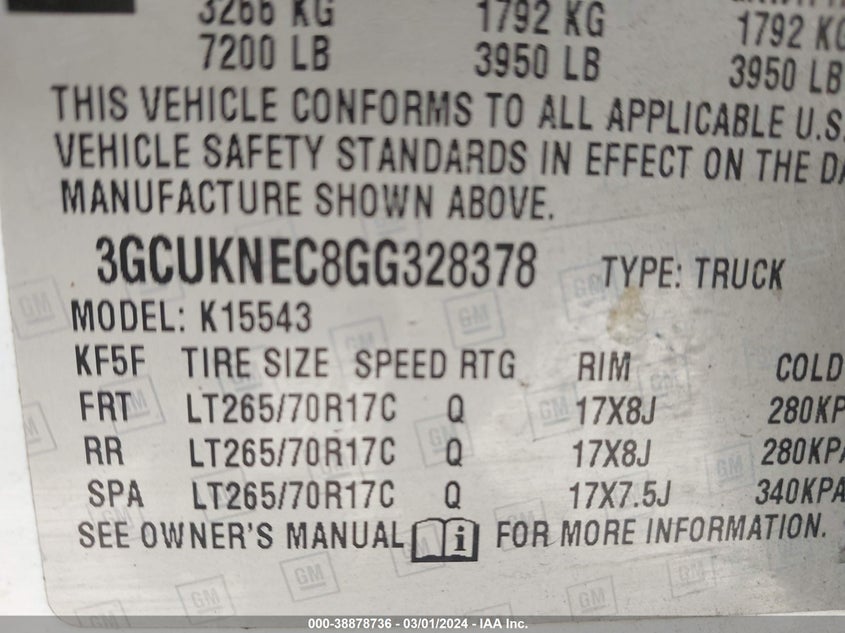 3266 KG 1792 KG 1792 KG
7200 LB 3950 LB 3950 LB
THIS VEHICLE CONFORMS TO ALL APPLICABLE U.S.
VEHICLE SAFETY STANDARDS IN EFFECT ON THE
MANUFACTURE SHOWN ABOVE.
3GCUKNEC8GG328378 TYPE: TRUCK
MODEL: K15543
KF5F TIRE SIZE SPEED RTG RIM COLD
FRT LT265/70R17C Q 17X8J 280KP
RR LT265/70R17C Q 17X8J 280KPA
SPA LT265/70R17C Q 17X7.5J 340KPA
SEE OWNER'S MANUAL i FOR MORE INFORMATION.
GM
000-38878736 - 03/01/2024 - IAA Inc.